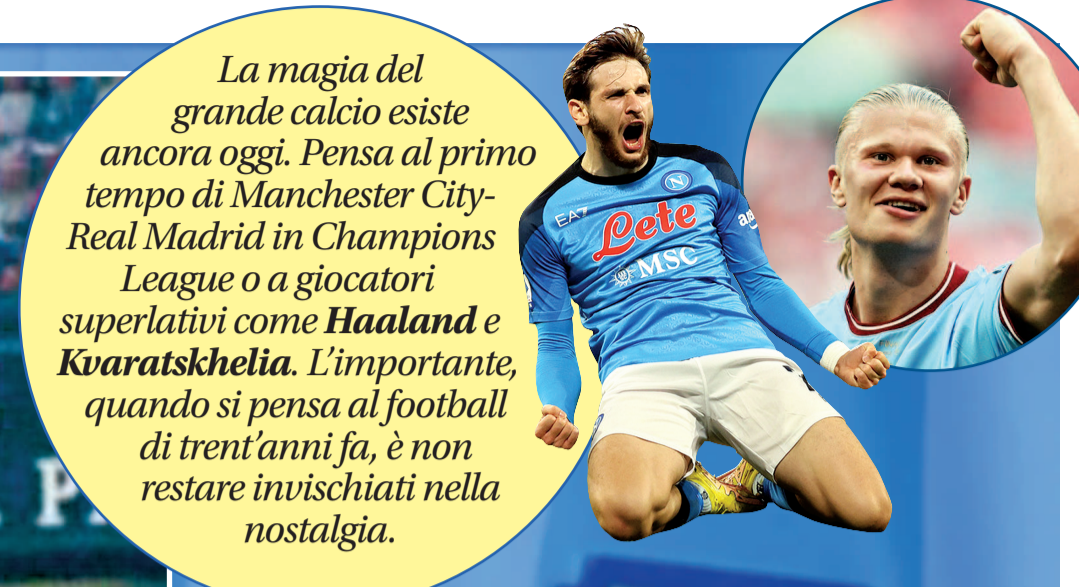 La magia del
grande calcio esiste
ancora oggi. Pensa al primo
tempo di Manchester City-
Real Madrid in Champions
League o a giocatori
superlativi come Haaland e
Kvaratskhelia. L'importante,
quando si pensa al football
di trent'anni fa, è non
restare invischiati nella
nostalgia.
EA7
N
Lete
MSC
P